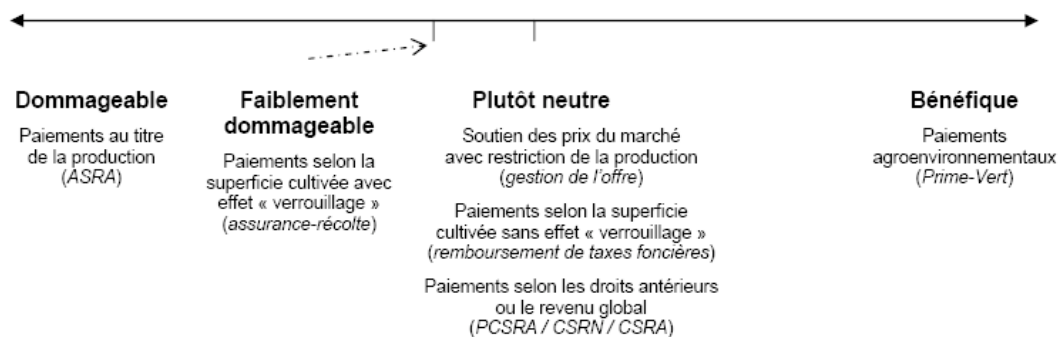 Dommageable
Paiements au titre
de la production
(ASRA)
Faiblement
dommageable
Paiements selon la
superficie cultivée avec
effet « verrouillage »
(assurance-récolte)
Plutôt neutre
Soutien des prix du marché
avec restriction de la production
(gestion de l'offre)
Paiements selon la superficie
cultivée sans effet « verrouillage »
(remboursement de taxes foncières)
Paiements selon les droits antérieurs
ou le revenu global
(PCSRA / CSRN / CSRA)
Bénéfique
Paiements
agroenvironnementaux
(Prime-Vert)